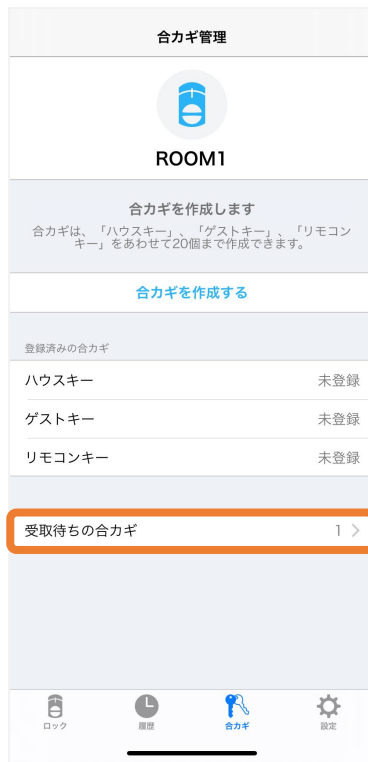 合カギ管理
ROOM1
合カギを作成します
合カギは、「ハウスキー」、「ゲストキー」、「リモコン
キー」をあわせて20個まで作成できます。
合カギを作成する
登録済みの合カギ
ハウスキー 未登録
ゲストキー 未登録
リモコンキー 未登録
受取待ちの合カギ 1
ロック 履歴 合カギ 設定